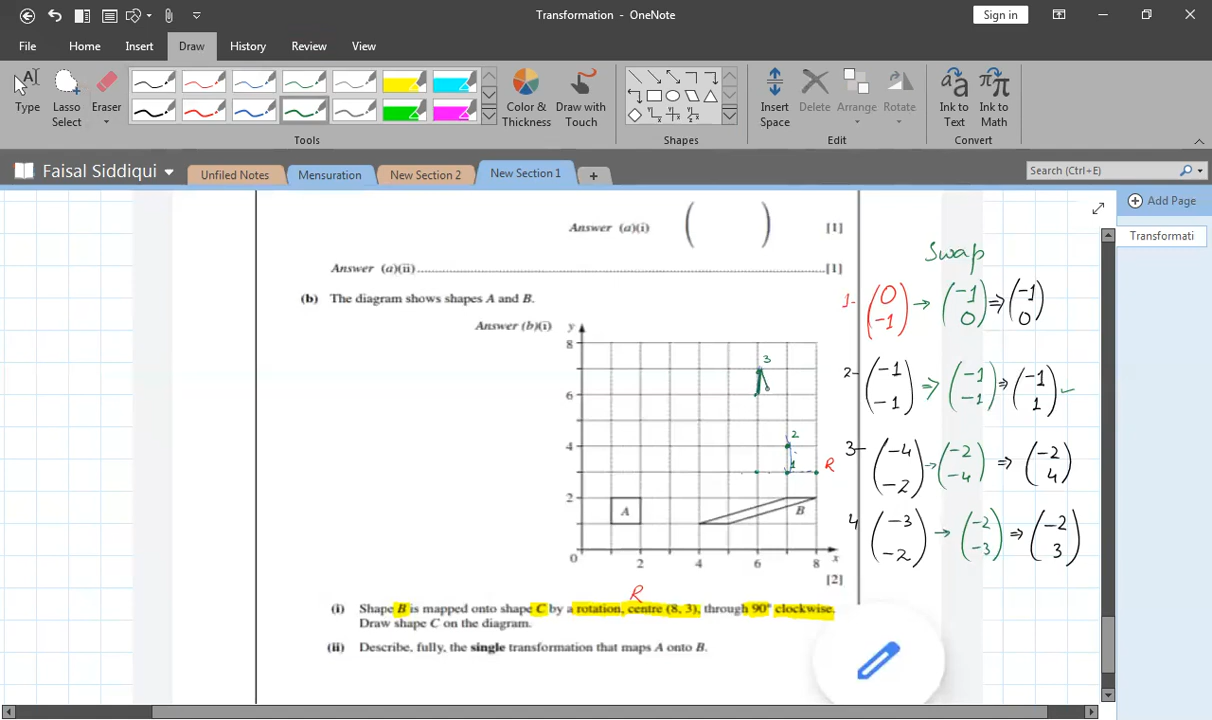 Transformation - OneNote
Sign in
File Home Insert Draw History Review View
Type
Lasso Select
Eraser
Color & Thickness
Draw with Touch
Insert Space
Delete
Arrange
Rotate
Ink to Text
Ink to Math
Tools
Shapes
Edit
Convert
Faisal Siddiqui
Unfiled Notes
Mensuration
New Section 2
New Section 1
Search (Ctrl+E)
Add Page
Transformati
Answer (a)(i) ( ) [1]
Answer (a)(ii) [1]
(b) The diagram shows shapes A and B.
Answer (b)(i)
y
8
6
4
2
0
2 4 6 8 x
A
B
3
2
1
R
[2]
R
(i) Shape B is mapped onto shape C by a rotation, centre (8, 3), through 90° clockwise.
Draw shape C on the diagram.
(ii) Describe, fully, the single transformation that maps A onto B.
Swap
1- (0 -1) → (-1 0) ⇒ (-1 0)
2- (-1 -1) ⇒ (-1 -1) ⇒ (-1 1) ✓
3- (-4 -2) → (-2 -4) ⇒ (-2 4)
4 (-3 -2) → (-2 -3) ⇒ (-2 3)